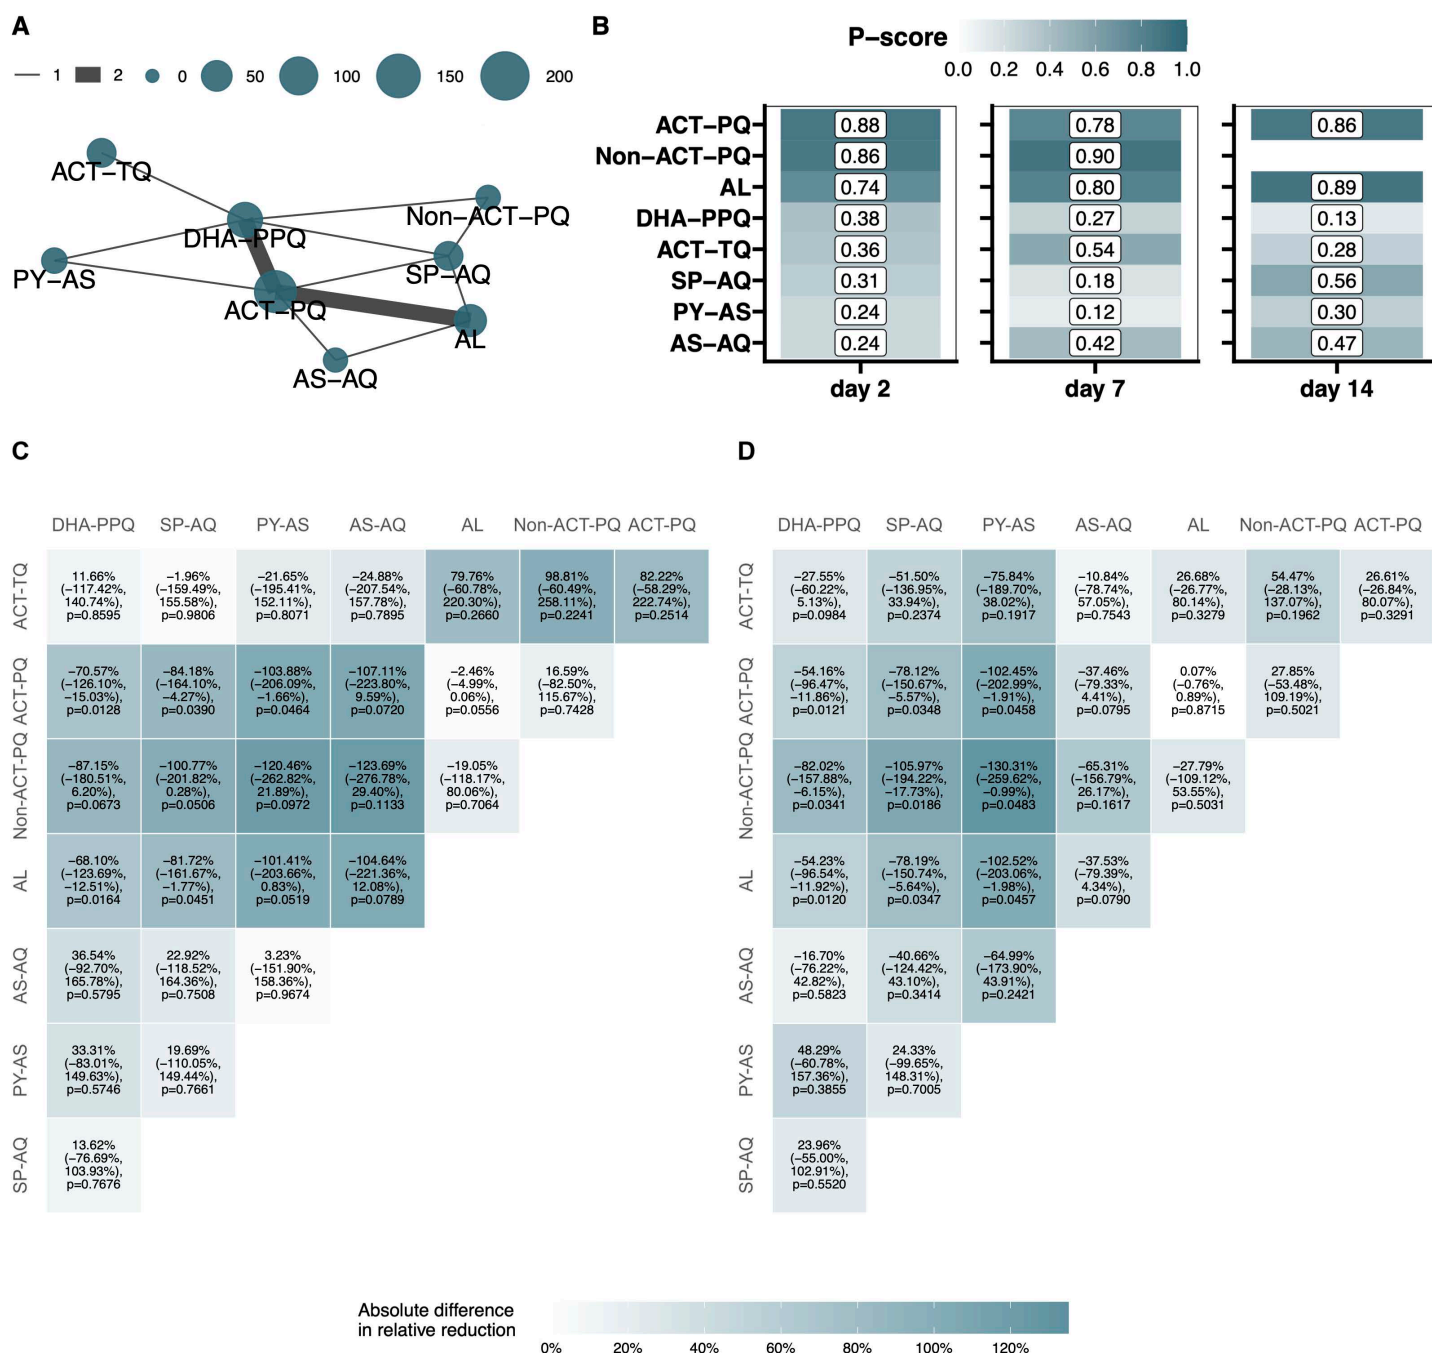 A
1
2
0
50
100
150
200
ACT–TQ
Non–ACT–PQ
DHA–PPQ
SP–AQ
PY–AS
ACT–PQ
AL
AS–AQ
B
P–score
0.0 0.2 0.4 0.6 0.8 1.0
ACT–PQ 0.88 0.78 0.86
Non–ACT–PQ 0.86 0.90
AL 0.74 0.80 0.89
DHA–PPQ 0.38 0.27 0.13
ACT–TQ 0.36 0.54 0.28
SP–AQ 0.31 0.18 0.56
PY–AS 0.24 0.12 0.30
AS–AQ 0.24 0.42 0.47
day 2 day 7 day 14
C
DHA-PPQ SP-AQ PY-AS AS-AQ AL Non-ACT-PQ ACT-PQ
ACT-TQ
11.66% −1.96% −21.65% −24.88% 79.76% 98.81% 82.22%
(−117.42%, (−159.49%, (−195.41%, (−207.54%, (−60.78%, (−60.49%, (−58.29%,
140.74%), 155.58%), 152.11%), 157.78%), 220.30%), 258.11%), 222.74%),
p=0.8595 p=0.9806 p=0.8071 p=0.7895 p=0.2660 p=0.2241 p=0.2514
ACT-PQ
−70.57% −84.18% −103.88% −107.11% −2.46% 16.59%
(−126.10%, (−164.10%, (−206.09%, (−223.80%, (−4.99%, (−82.50%,
−15.03%), −4.27%), −1.66%), 9.59%), 0.06%), 115.67%),
p=0.0128 p=0.0390 p=0.0464 p=0.0720 p=0.0556 p=0.7428
Non-ACT-PQ
−87.15% −100.77% −120.46% −123.69% −19.05%
(−180.51%, (−201.82%, (−262.82%, (−276.78%, (−118.17%,
6.20%), 0.28%), 21.89%), 29.40%), 80.06%),
p=0.0673 p=0.0506 p=0.0972 p=0.1133 p=0.7064
AL
−68.10% −81.72% −101.41% −104.64%
(−123.69%, (−161.67%, (−203.66%, (−221.36%,
−12.51%), −1.77%), 0.83%), 12.08%),
p=0.0164 p=0.0451 p=0.0519 p=0.0789
AS-AQ
36.54% 22.92% 3.23%
(−92.70%, (−118.52%, (−151.90%,
165.78%), 164.36%), 158.36%),
p=0.5795 p=0.7508 p=0.9674
PY-AS
33.31% 19.69%
(−83.01%, (−110.05%,
149.63%), 149.44%),
p=0.5746 p=0.7661
SP-AQ
13.62%
(−76.69%,
103.93%),
p=0.7676
D
DHA-PPQ SP-AQ PY-AS AS-AQ AL Non-ACT-PQ ACT-PQ
ACT-TQ
−27.55% −51.50% −75.84% −10.84% 26.68% 54.47% 26.61%
(−60.22%, (−136.95%, (−189.70%, (−78.74%, (−26.77%, (−28.13%, (−26.84%,
5.13%), 33.94%), 38.02%), 57.05%), 80.14%), 137.07%), 80.07%),
p=0.0984 p=0.2374 p=0.1917 p=0.7543 p=0.3279 p=0.1962 p=0.3291
ACT-PQ
−54.16% −78.12% −102.45% −37.46% 0.07% 27.85%
(−96.47%, (−150.67%, (−202.99%, (−79.33%, (−0.76%, (−53.48%,
−11.86%), −5.57%), −1.91%), 4.41%), 0.89%), 109.19%),
p=0.0121 p=0.0348 p=0.0458 p=0.0795 p=0.8715 p=0.5021
Non-ACT-PQ
−82.02% −105.97% −130.31% −65.31% −27.79%
(−157.88%, (−194.22%, (−259.62%, (−156.79%, (−109.12%,
−6.15%), −17.73%), −0.99%), 26.17%), 53.55%),
p=0.0341 p=0.0186 p=0.0483 p=0.1617 p=0.5031
AL
−54.23% −78.19% −102.52% −37.53%
(−96.54%, (−150.74%, (−203.06%, (−79.39%,
−11.92%), −5.64%), −1.98%), 4.34%),
p=0.0120 p=0.0347 p=0.0457 p=0.0790
AS-AQ
−16.70% −40.66% −64.99%
(−76.22%, (−124.42%, (−173.90%,
42.82%), 43.10%), 43.91%),
p=0.5823 p=0.3414 p=0.2421
PY-AS
48.29% 24.33%
(−60.78%, (−99.65%,
157.36%), 148.31%),
p=0.3855 p=0.7005
SP-AQ
23.96%
(−55.00%,
102.91%),
p=0.5520
Absolute difference
in relative reduction
0% 20% 40% 60% 80% 100% 120%